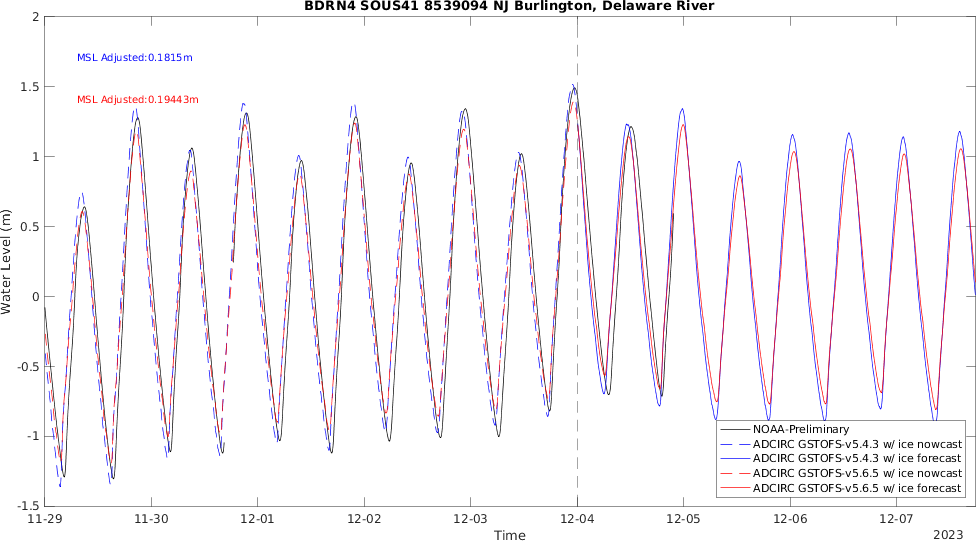 BDRN4 SOUS41 8539094 NJ Burlington, Delaware River
2
MSL Adjusted:0.1815m
1.5
MSL Adjusted:0.19443m
1
0.5
Water Level (m)
0
-0.5
-1
-1.5
NOAA-Preliminary
ADCIRC GSTOFS-v5.4.3 w/ ice nowcast
ADCIRC GSTOFS-v5.4.3 w/ ice forecast
ADCIRC GSTOFS-v5.6.5 w/ ice nowcast
ADCIRC GSTOFS-v5.6.5 w/ ice forecast
11-29 11-30 12-01 12-02 12-03 12-04 12-05 12-06 12-07
Time
2023